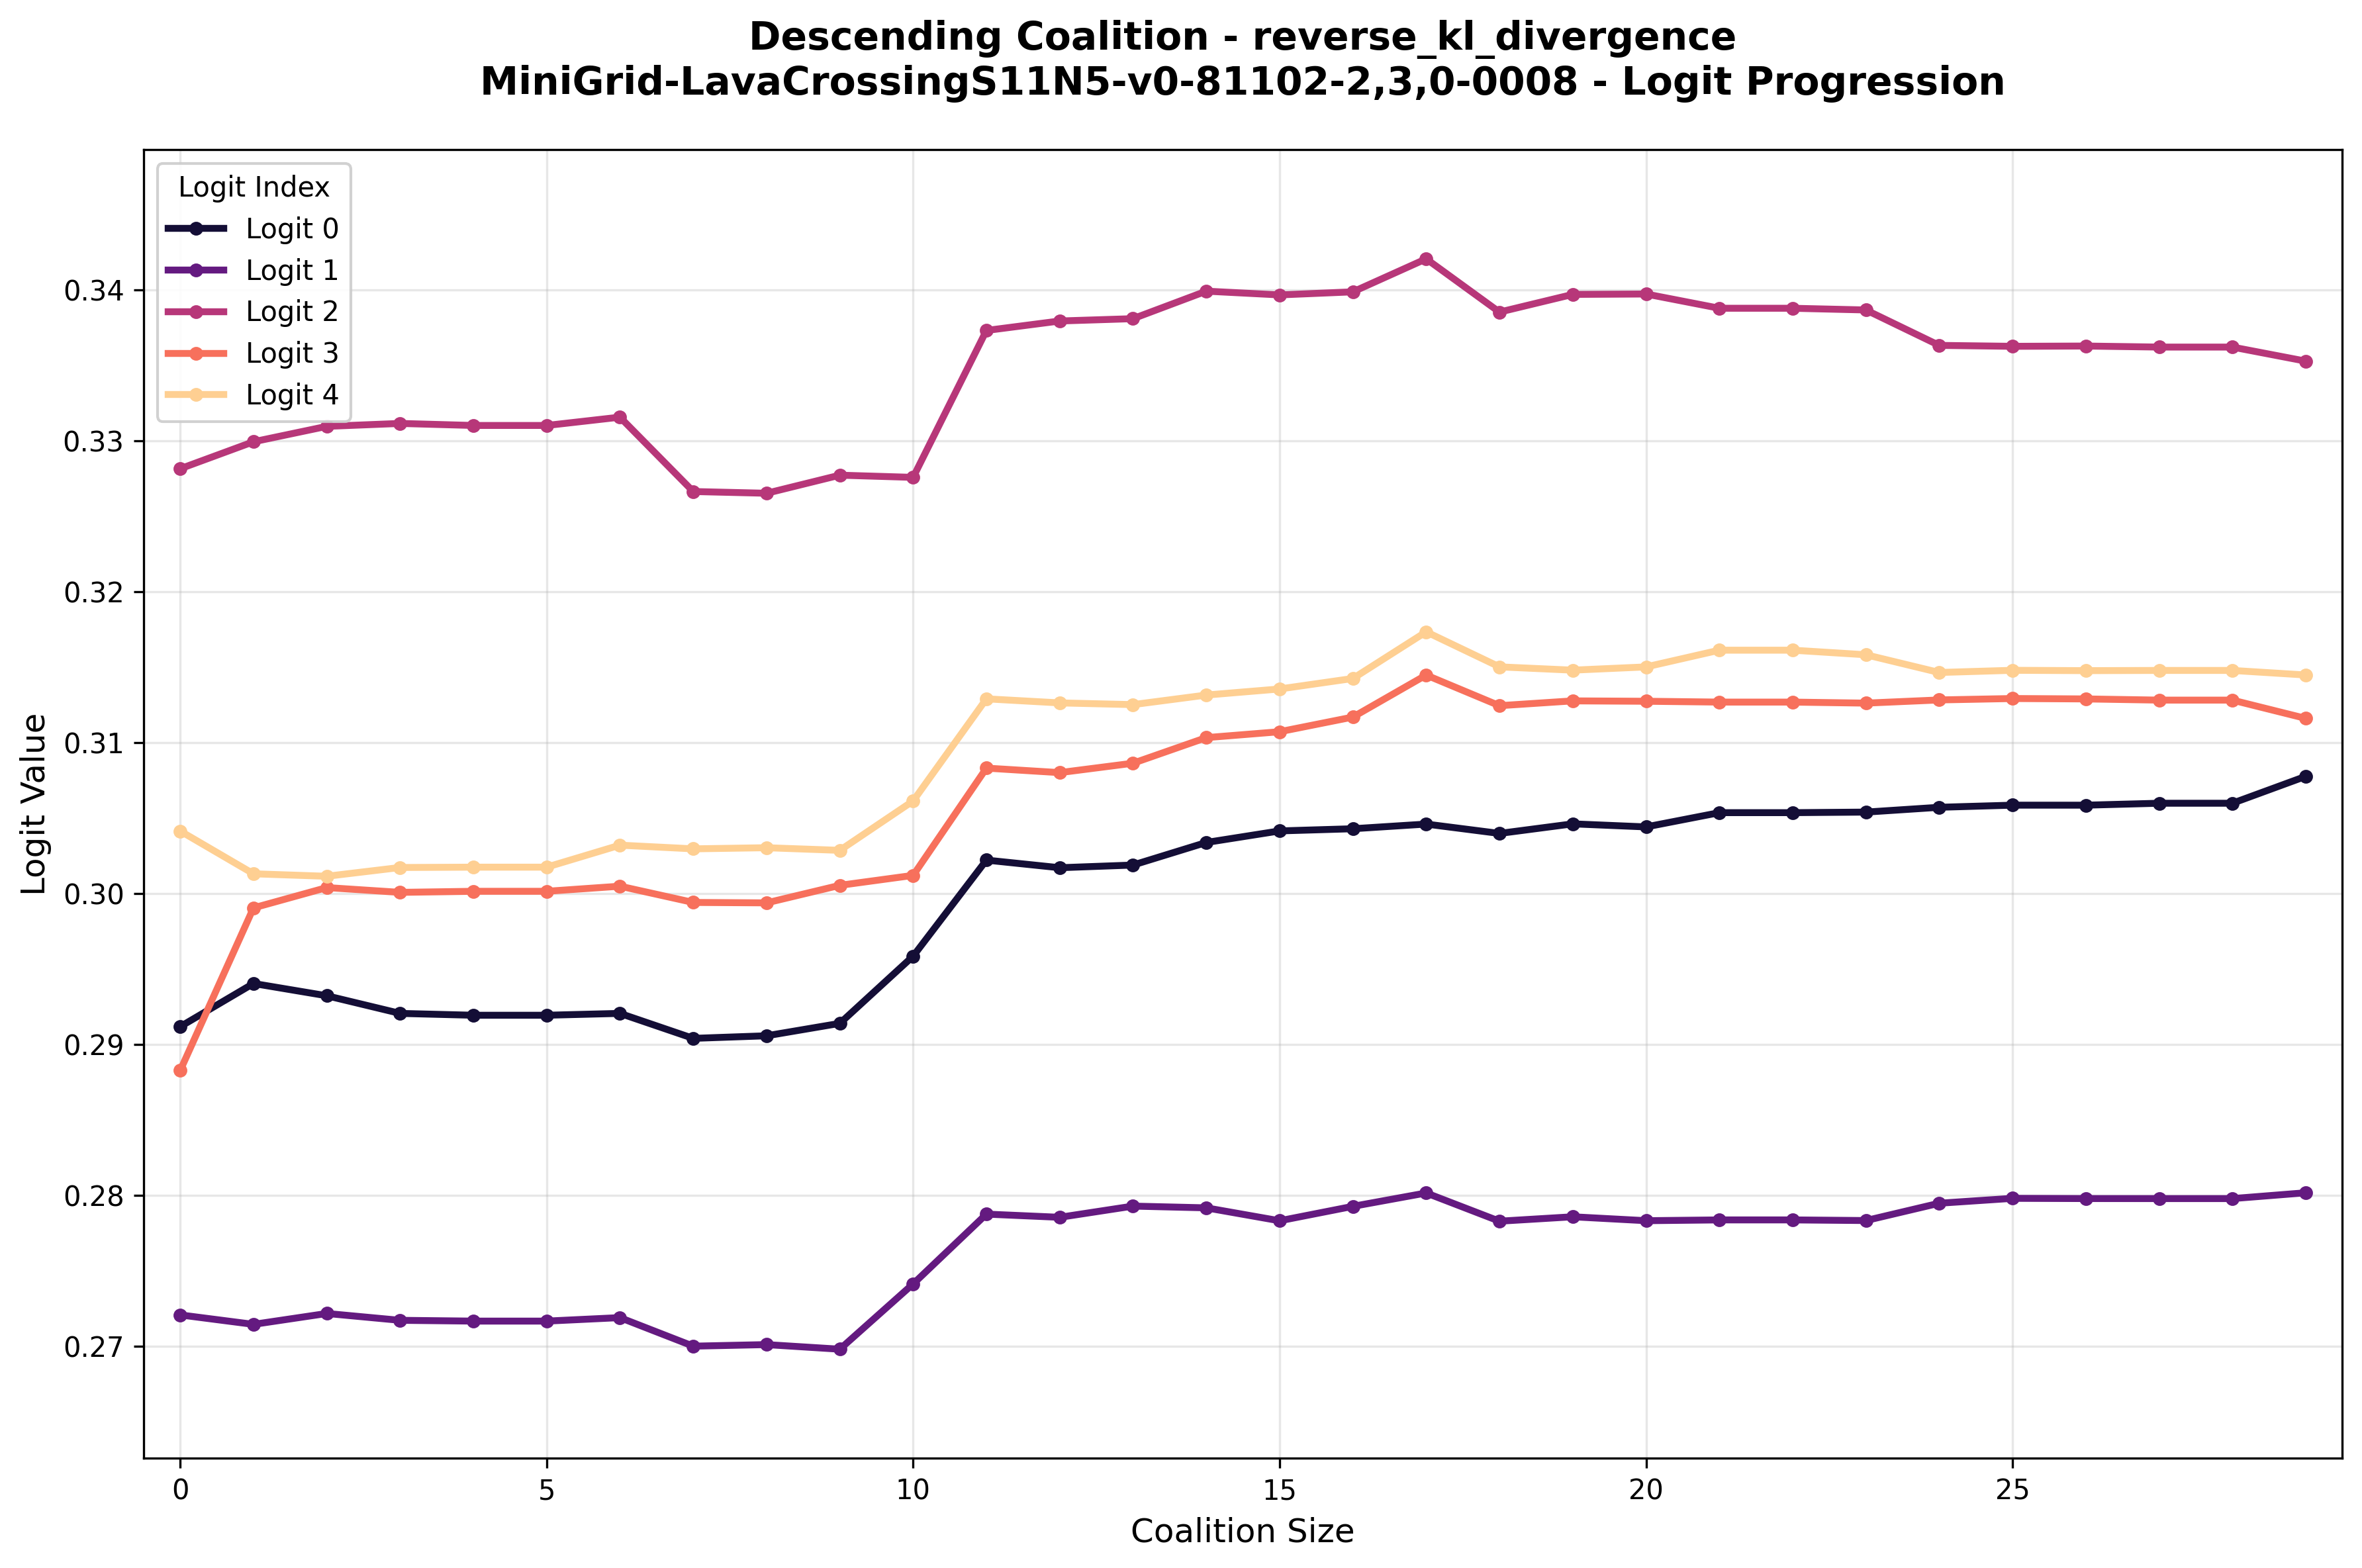 Descending Coalition - reverse_kl_divergence
MiniGrid-LavaCrossingS11N5-v0-81102-2,3,0-0008 - Logit Progression
Logit Index
Logit 0
Logit 1
Logit 2
Logit 3
Logit 4
Logit Value
0.34
0.33
0.32
0.31
0.30
0.29
0.28
0.27
0
5
10
15
20
25
Coalition Size